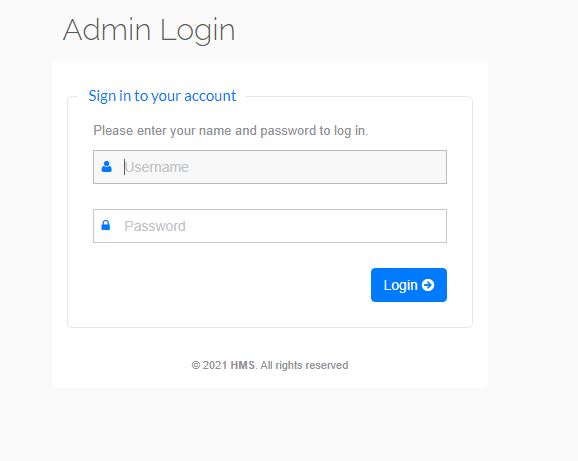 Admin Login
Sign in to your account
Please enter your name and password to log in.
Username
Password
Login
© 2021 HMS. All rights reserved